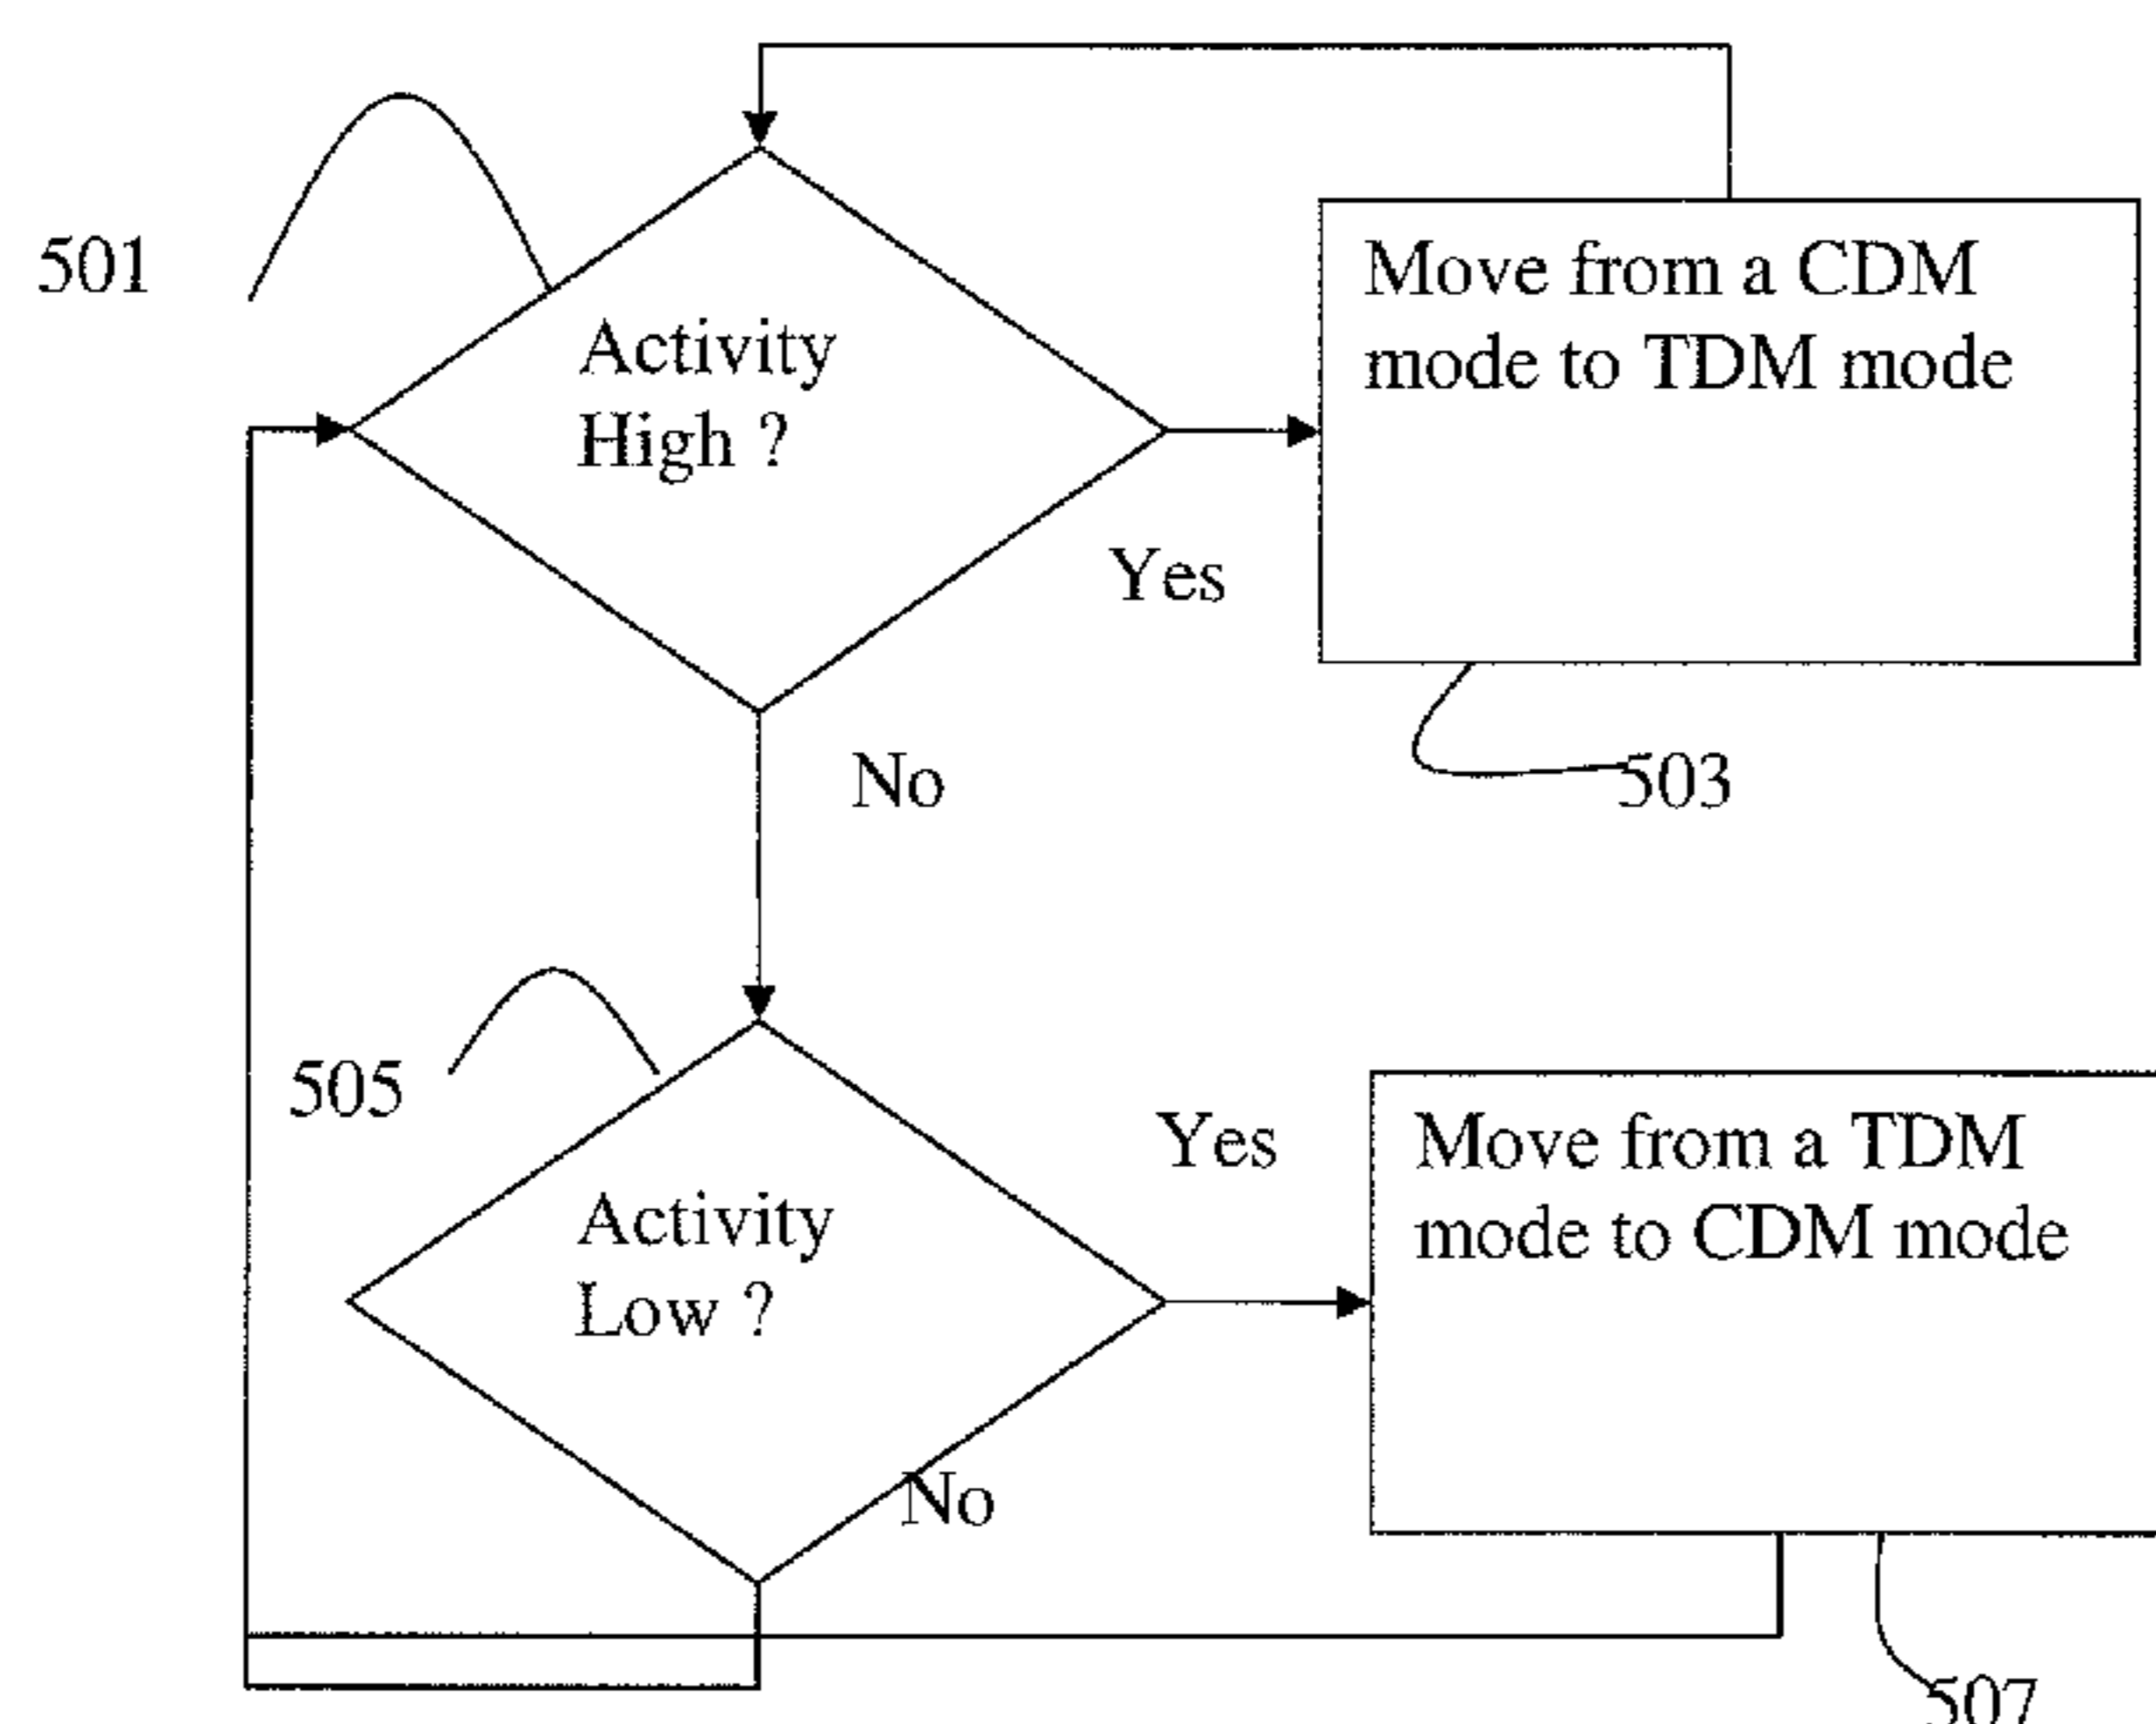 501
Activity
High ?
Move from a CDM
mode to TDM mode
Yes
No
503
505
Activity
Low ?
Yes
Move from a TDM
mode to CDM mode
No
507